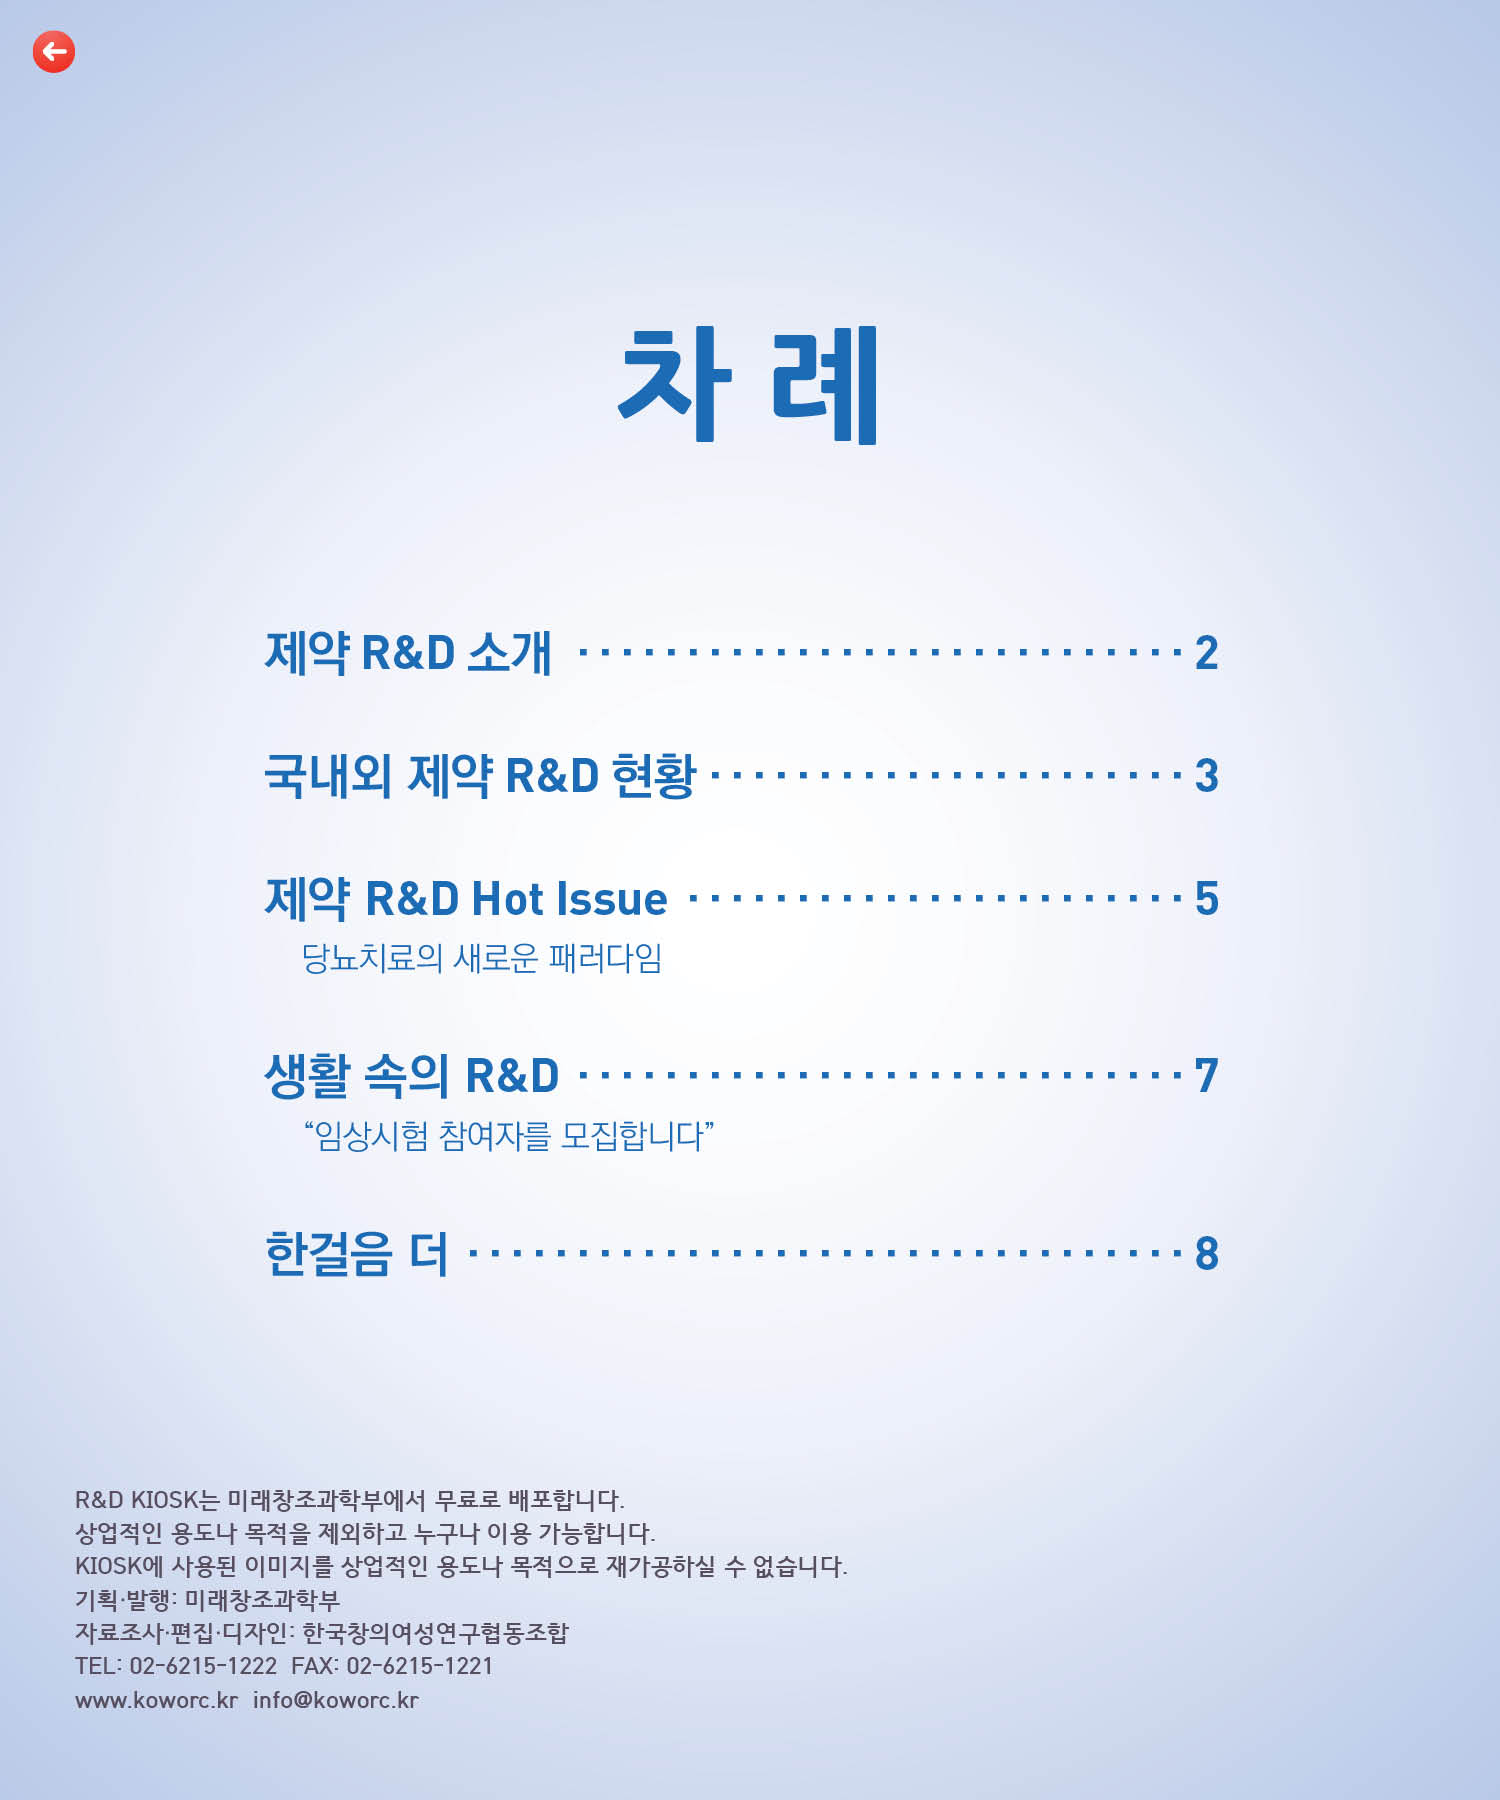 차 례
제약 R&D 소개 ···························· 2
국내외 제약 R&D 현황 ······················ 3
제약 R&D Hot Issue ······················· 5
당뇨치료의 새로운 패러다임
생활 속의 R&D ···························· 7
“임상시험 참여자를 모집합니다”
한걸음 더 ································· 8
R&D KIOSK는 미래창조과학부에서 무료로 배포합니다.
상업적인 용도나 목적을 제외하고 누구나 이용 가능합니다.
KIOSK에 사용된 이미지를 상업적인 용도나 목적으로 재가공하실 수 없습니다.
기획·발행: 미래창조과학부
자료조사·편집·디자인: 한국창의여성연구협동조합
TEL: 02-6215-1222 FAX: 02-6215-1221
www.koworc.kr info@koworc.kr